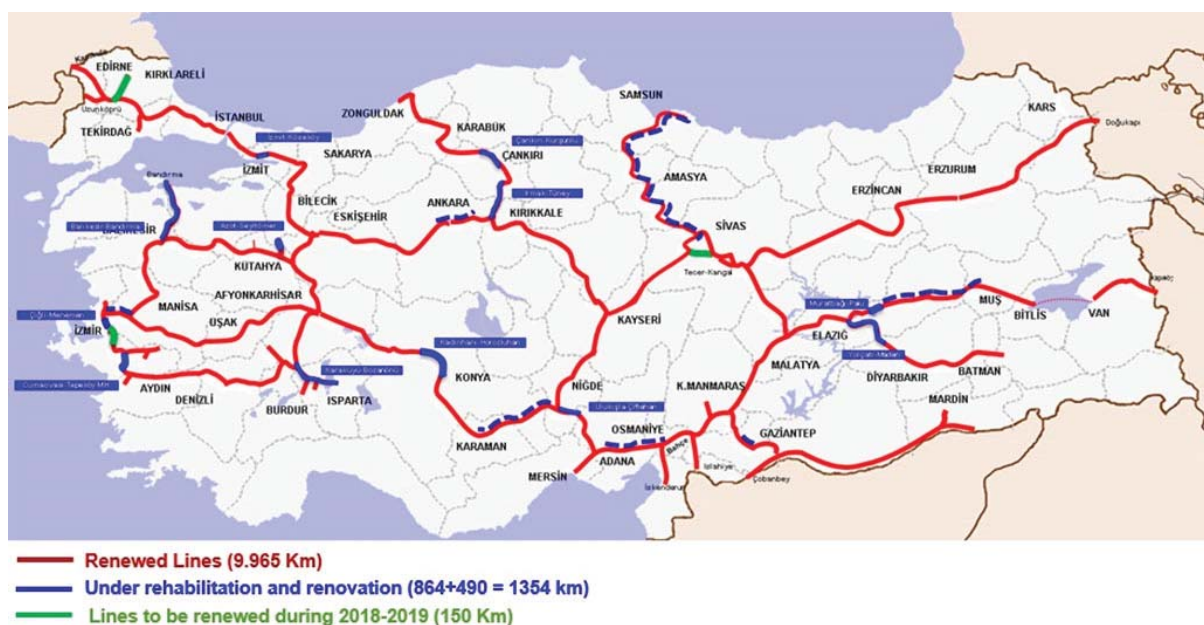 Kapıkule
EDİRNE
KIRKLARELİ
Uzunköprü
TEKİRDAĞ
İSTANBUL
İZMİT
SAKARYA
ZONGULDAK
KARABÜK
ÇANKIRI
SAMSUN
AMASYA
KARS
Doğukapı
ERZURUM
ERZİNCAN
Bandırma
BİLECİK
ESKİŞEHİR
ANKARA
KIRIKKALE
SİVAS
Tecer-Kangal
KÜTAHYA
AFYONKARHİSAR
MANİSA
UŞAK
İZMİR
AYDIN
DENİZLİ
BURDUR
ISPARTA
KONYA
KARAMAN
KAYSERİ
NİĞDE
MERSİN
ADANA
OSMANİYE
Bahçe
İskenderun
Islahiye
K.MANMARAŞ
GAZİANTEP
Çobanbey
MALATYA
ELAZIĞ
DİYARBAKIR
BATMAN
MARDİN
MUŞ
BİTLİS
VAN
Kapıköy
Renewed Lines (9.965 Km)
Under rehabilitation and renovation (864+490 = 1354 km)
Lines to be renewed during 2018-2019 (150 Km)